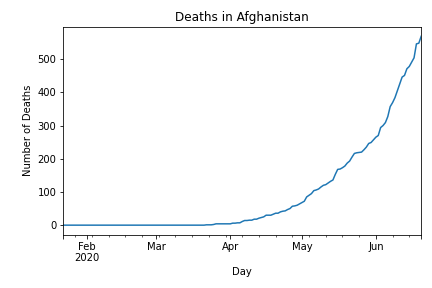 Deaths in Afghanistan
Number of Deaths
500
400
300
200
100
0
Feb
2020
Mar
Apr
May
Jun
Day